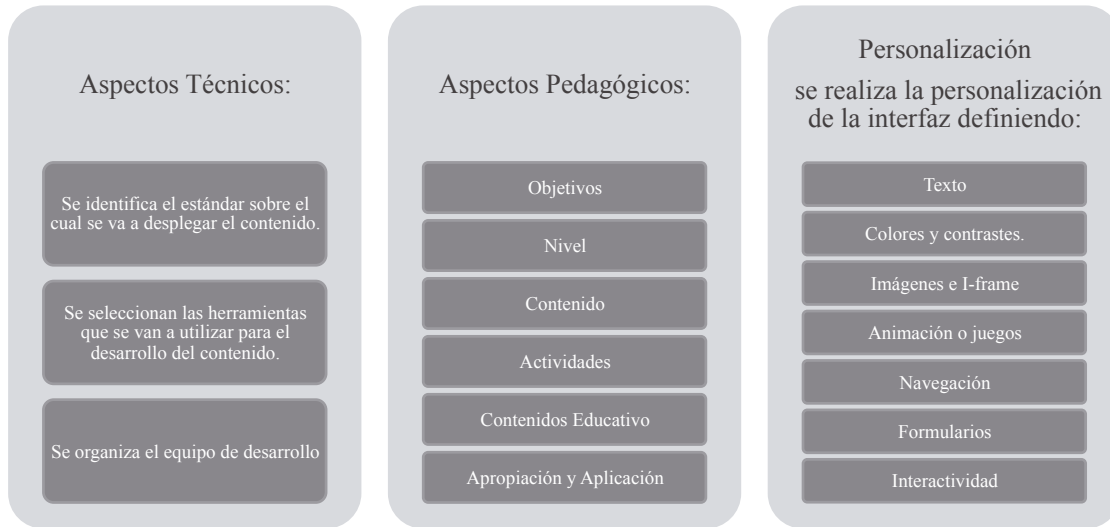 Aspectos Técnicos:
Se identifica el estándar sobre el
cual se va a desplegar el contenido.
Se seleccionan las herramientas
que se van a utilizar para el
desarrollo del contenido.
Se organiza el equipo de desarrollo
Aspectos Pedagógicos:
Objetivos
Nivel
Contenido
Actividades
Contenidos Educativo
Apropiación y Aplicación
Personalización
se realiza la personalización
de la interfaz definiendo:
Texto
Colores y contrastes.
Imágenes e I-frame
Animación o juegos
Navegación
Formularios
Interactividad